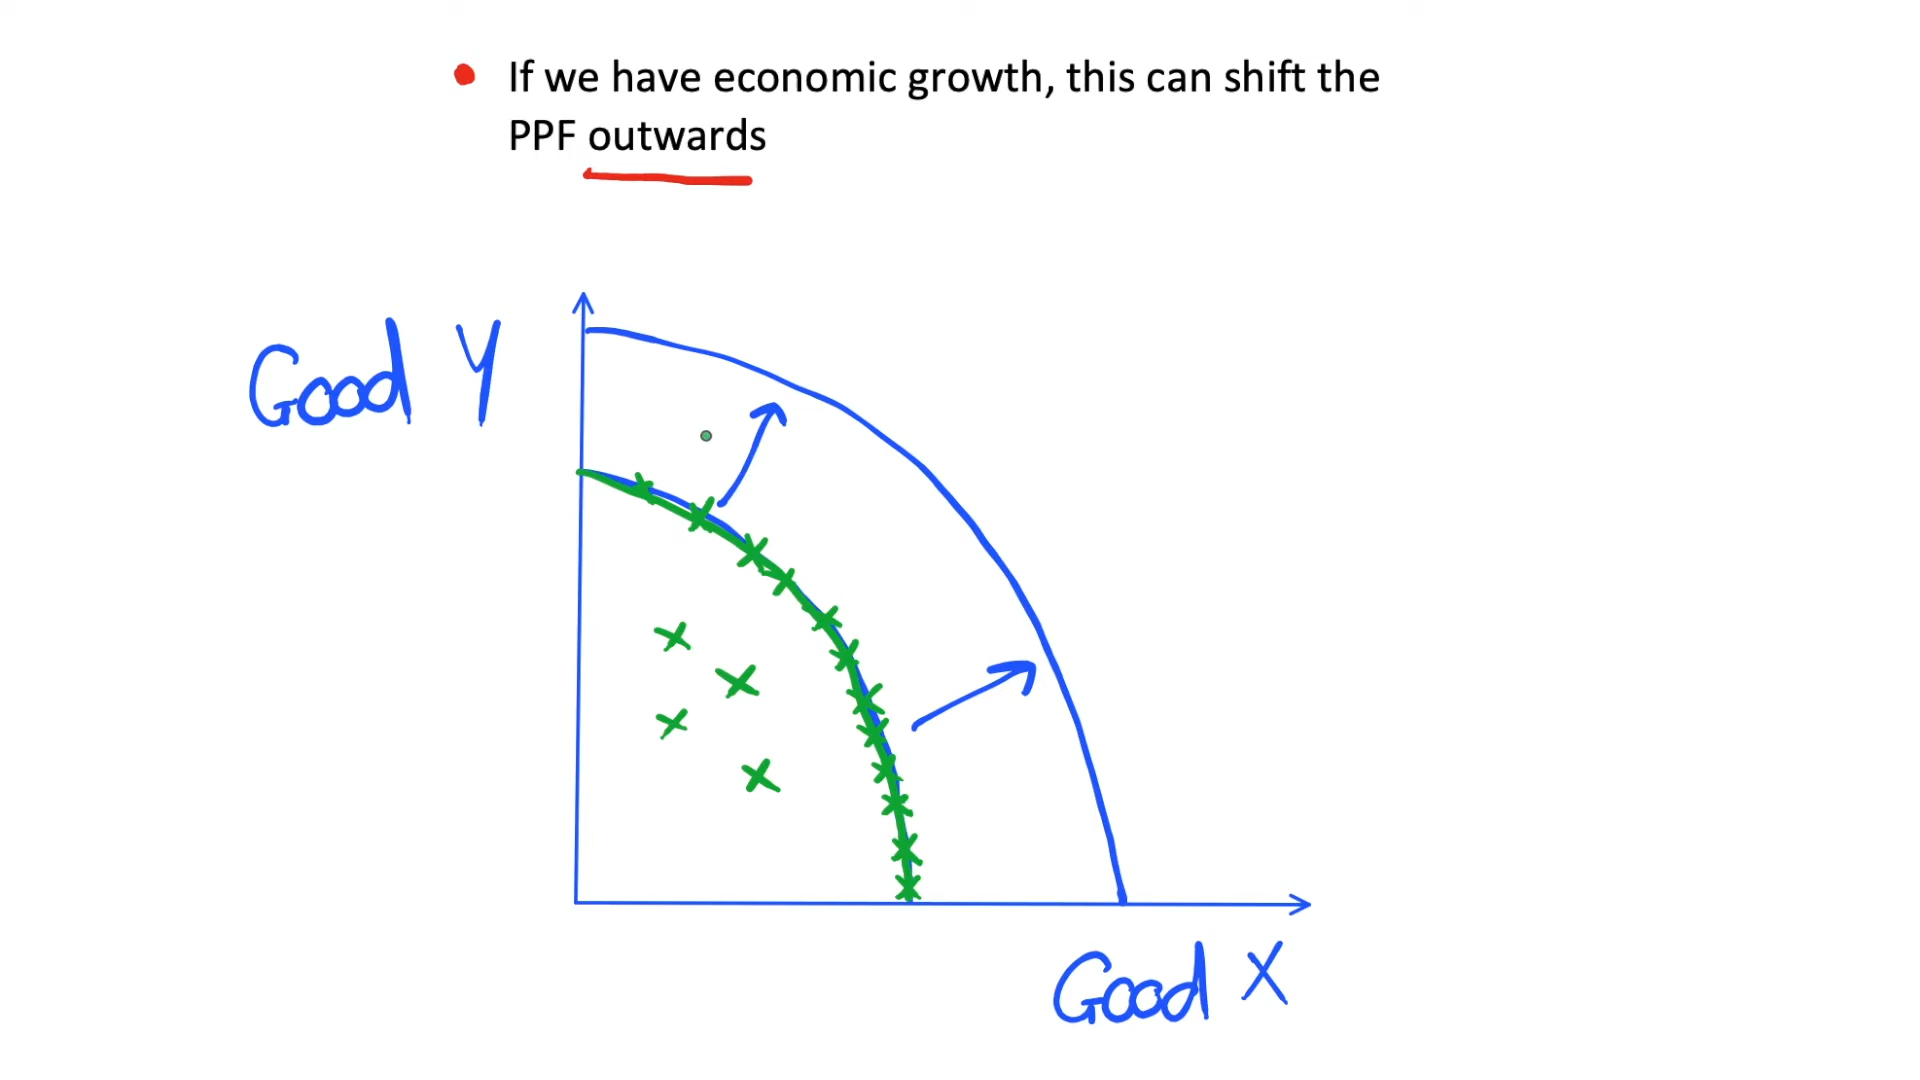 If we have economic growth, this can shift the
PPF outwards
Good Y
Good X